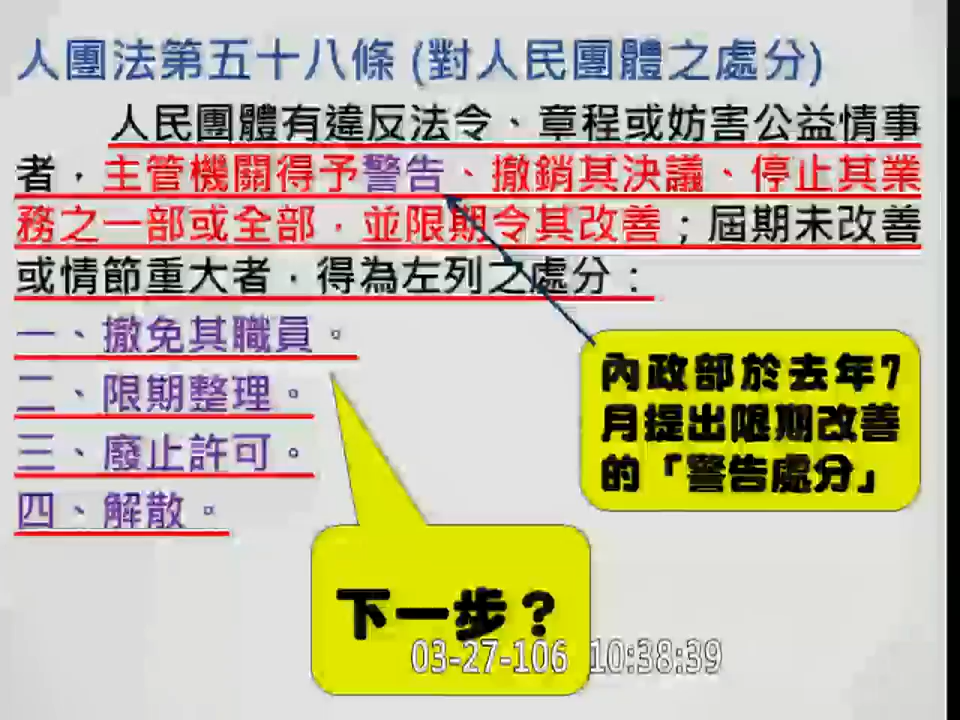 人團法第五十八條 (對人民團體之處分)
人民團體有違反法令、章程或妨害公益情事
者，主管機關得予警告、撤銷其決議、停止其業
務之一部或全部，並限期令其改善；屆期未改善
或情節重大者，得為左列之處分：
一、撤免其職員。
二、限期整理。
三、廢止許可。
四、解散。
內政部於去年7
月提出限期改善
的「警告處分」
下一步？
03-27-106 10:38:39